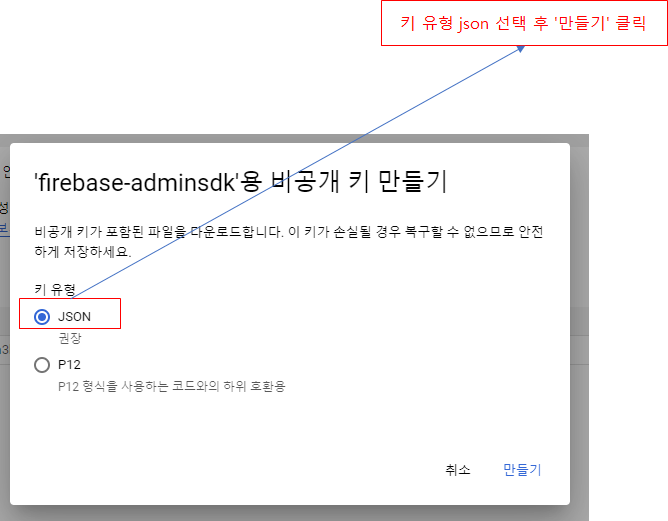 키 유형 json 선택 후 '만들기' 클릭
'firebase-adminsdk'용 비공개 키 만들기
비공개 키가 포함된 파일을 다운로드합니다. 이 키가 손실될 경우 복구할 수 없으므로 안전
하게 저장하세요.
키 유형
JSON
권장
P12
P12 형식을 사용하는 코드와의 하위 호환용
취소
만들기